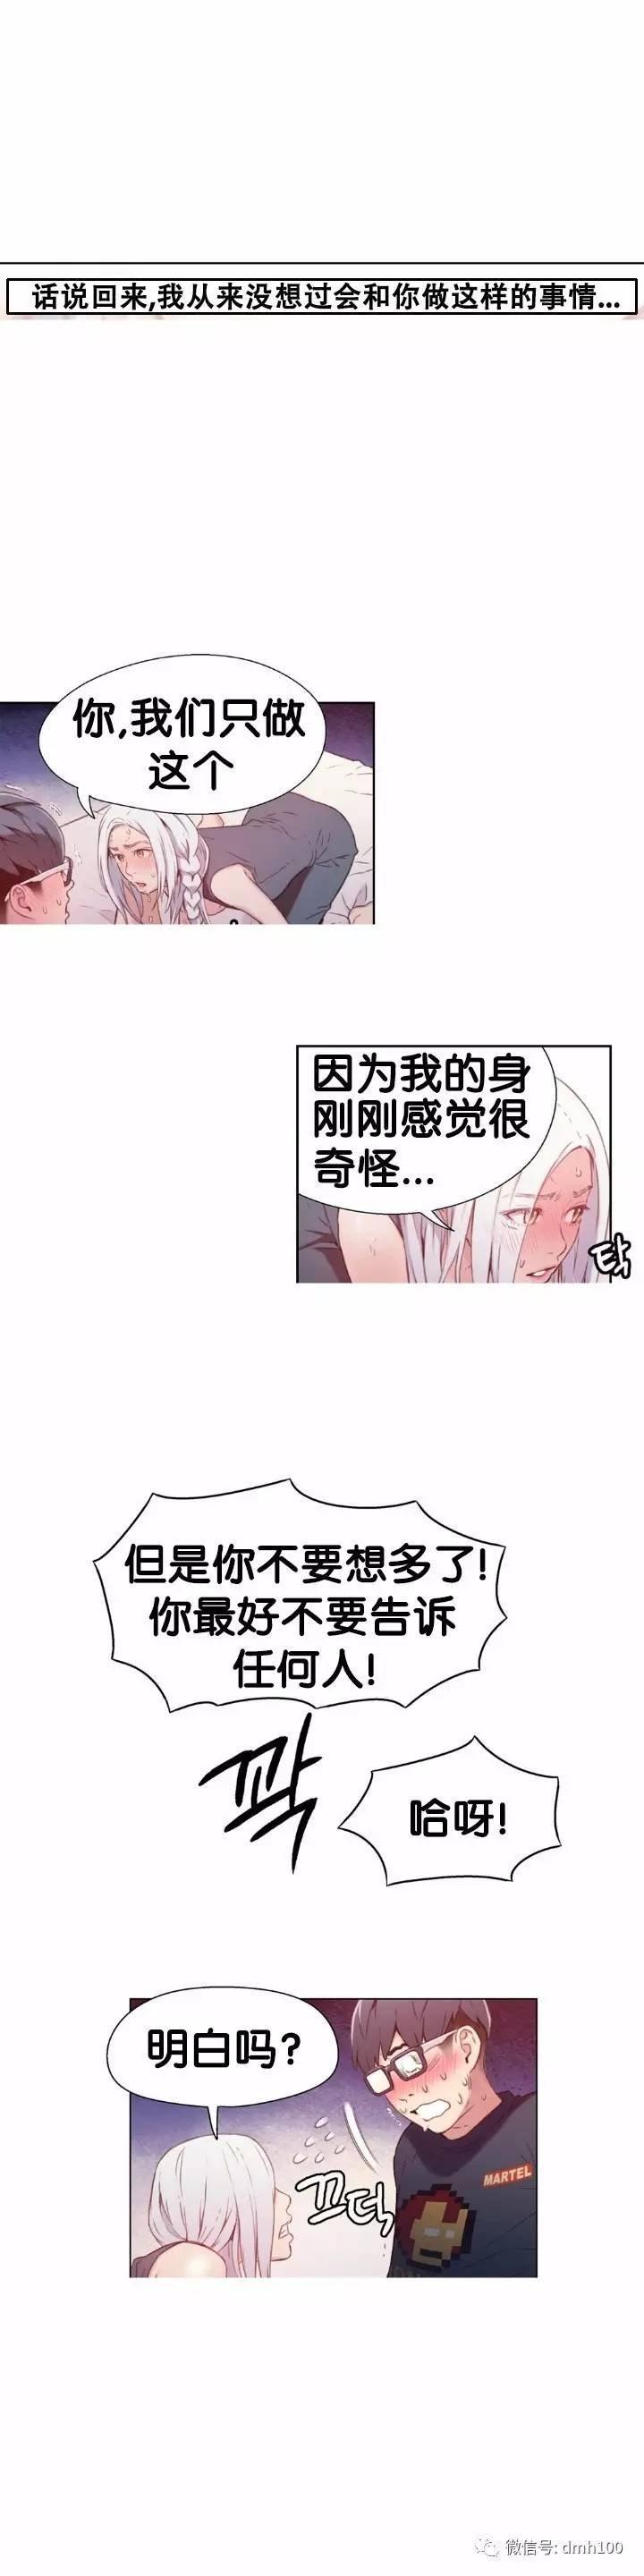 话说回来,我从来没想过会和你做这样的事情...
你,我们只做
这个
因为我的身
刚刚感觉很
奇怪...
탁
但是你不要想多了!
你最好不要告诉
任何人!
꽉
哈呀!
明白吗?
MARTEL
끄덕
微信号: dmh100